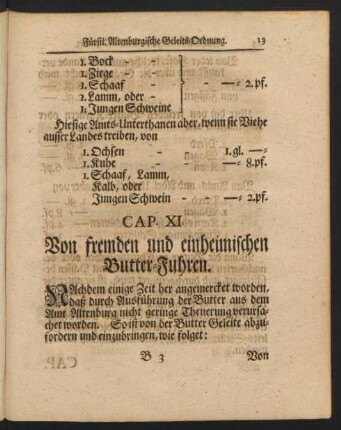 Fürstl. Altenburgische Geleits-Ordnung. 13
1. Bock - -
1. Ziege - -
1. Schaaf - - - — 2. pf.
1. Lamm, oder -
1. Jungen Schweine
Hiesige Amts-Unterthanen aber, wenn sie Viehe
ausser Landes treiben, von
1. Ochsen - - 1. gl. —
1. Kuhe - - - — 8. pf.
1. Schaaf, Lamm,
Kalb, oder
Jungen Schwein - - — 2. pf.
CAP. XI.
Von fremden und einheimischen
Butter-Fuhren.
NAchdem einige Zeit her angemercket worden,
daß durch Ausführung der Butter aus dem
Amt Altenburg nicht geringe Theuerung verursa-
chet worden. So ist von der Butter Geleite abzu-
fordern und einzubringen, wie folget:
B 3 Von